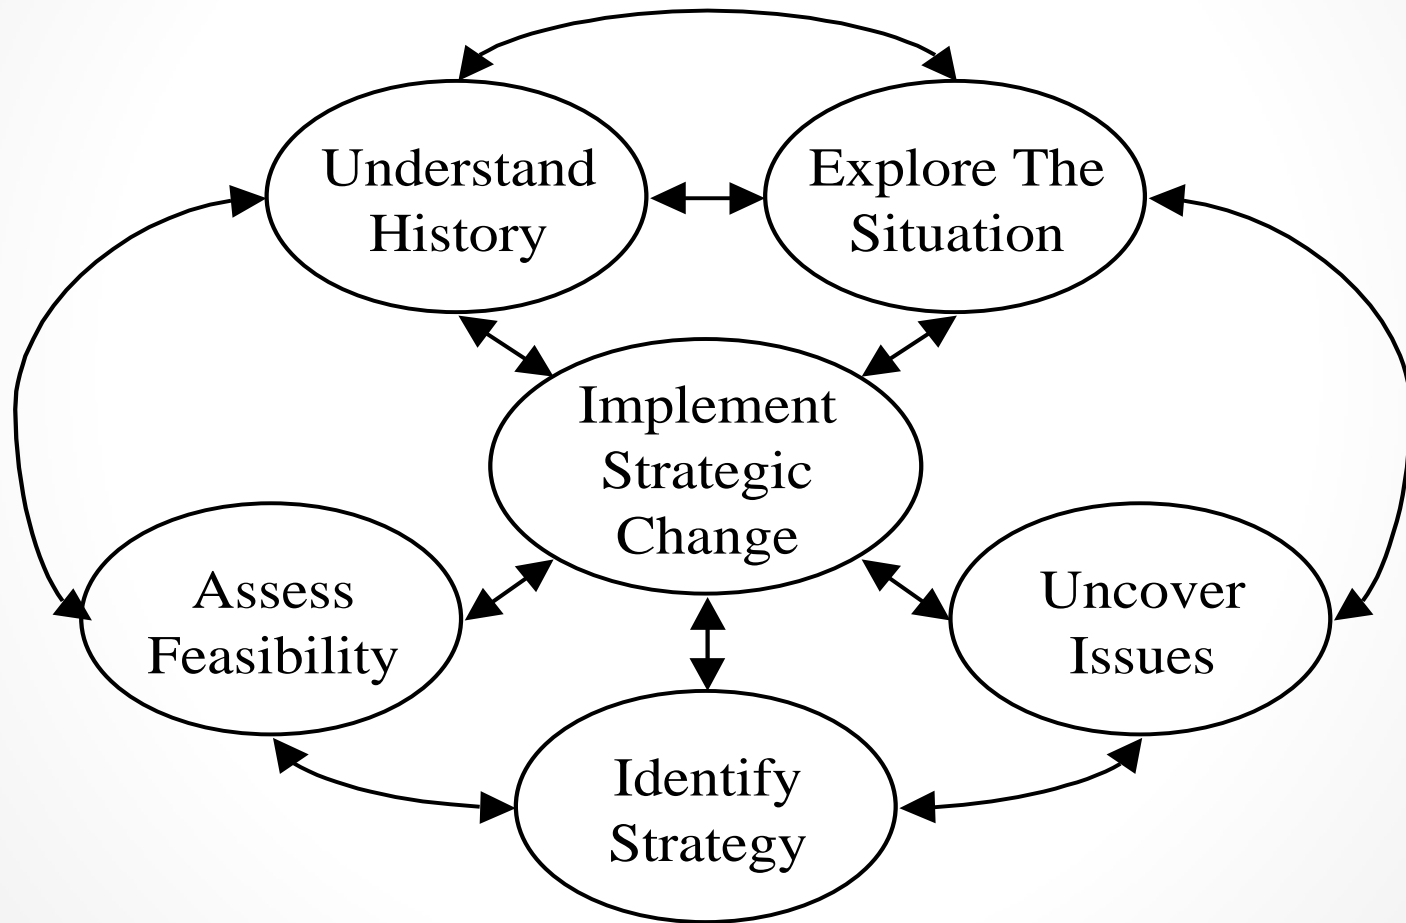 Understand
History
Explore The
Situation
Implement
Strategic
Change
Assess
Feasibility
Uncover
Issues
Identify
Strategy